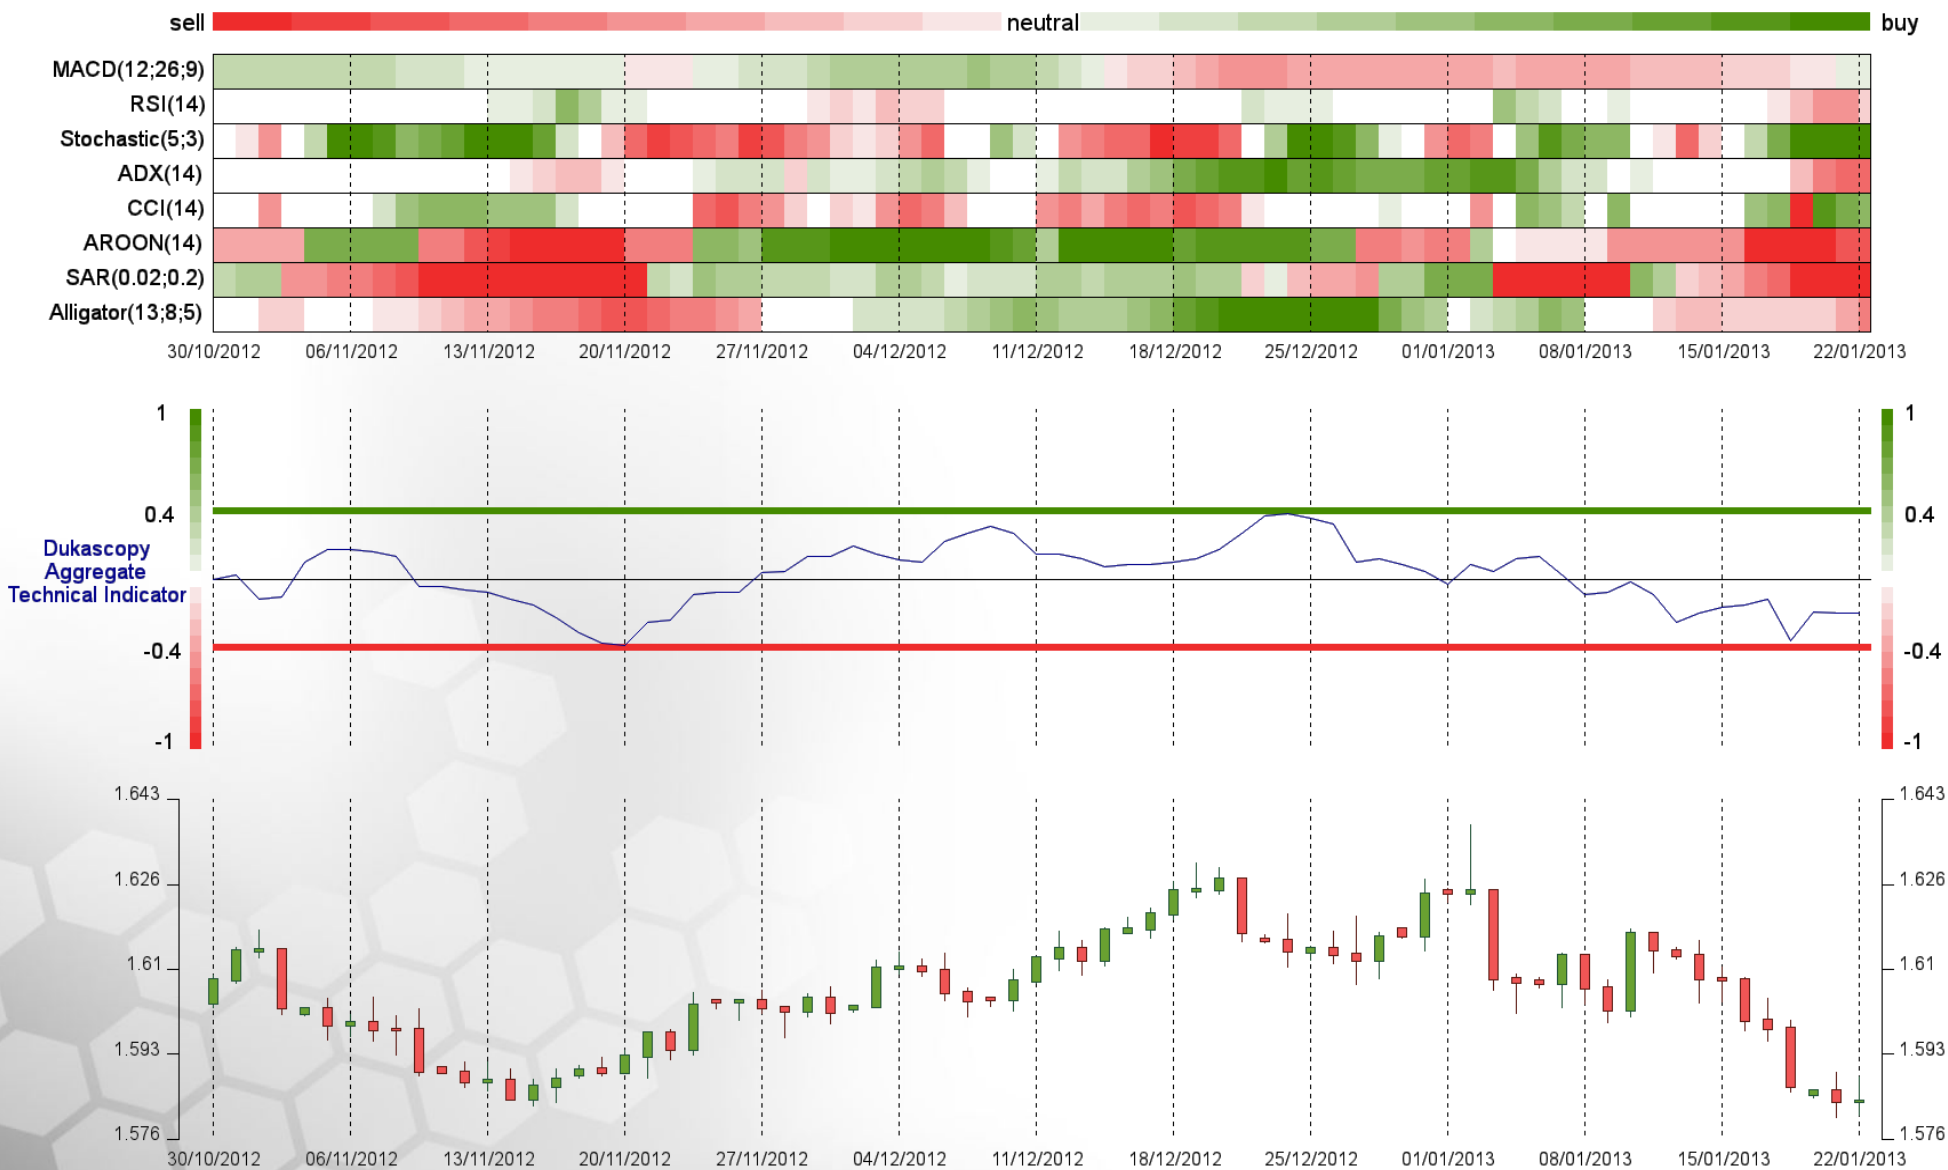 sell neutral buy
MACD(12;26;9)
RSI(14)
Stochastic(5;3)
ADX(14)
CCI(14)
AROON(14)
SAR(0.02;0.2)
Alligator(13;8;5)
30/10/2012 06/11/2012 13/11/2012 20/11/2012 27/11/2012 04/12/2012 11/12/2012 18/12/2012 25/12/2012 01/01/2013 08/01/2013 15/01/2013 22/01/2013
1 1
0.4 0.4
Dukascopy
Aggregate
Technical Indicator
-0.4 -0.4
-1 -1
1.643 1.643
1.626 1.626
1.61 1.61
1.593 1.593
1.576 1.576
30/10/2012 06/11/2012 13/11/2012 20/11/2012 27/11/2012 04/12/2012 11/12/2012 18/12/2012 25/12/2012 01/01/2013 08/01/2013 15/01/2013 22/01/2013